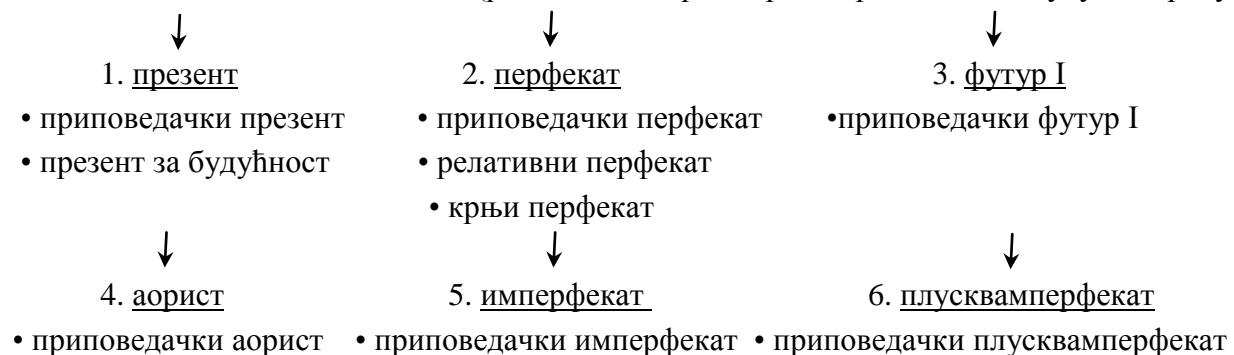 1. презент 2. перфекат 3. футур I
• приповедачки презент • приповедачки перфекат •приповедачки футур I
• презент за будућност • релативни перфекат
• крњи перфекат
4. аорист 5. имперфекат 6. плусквамперфекат
• приповедачки аорист • приповедачки имперфекат • приповедачки плусквамперфекат